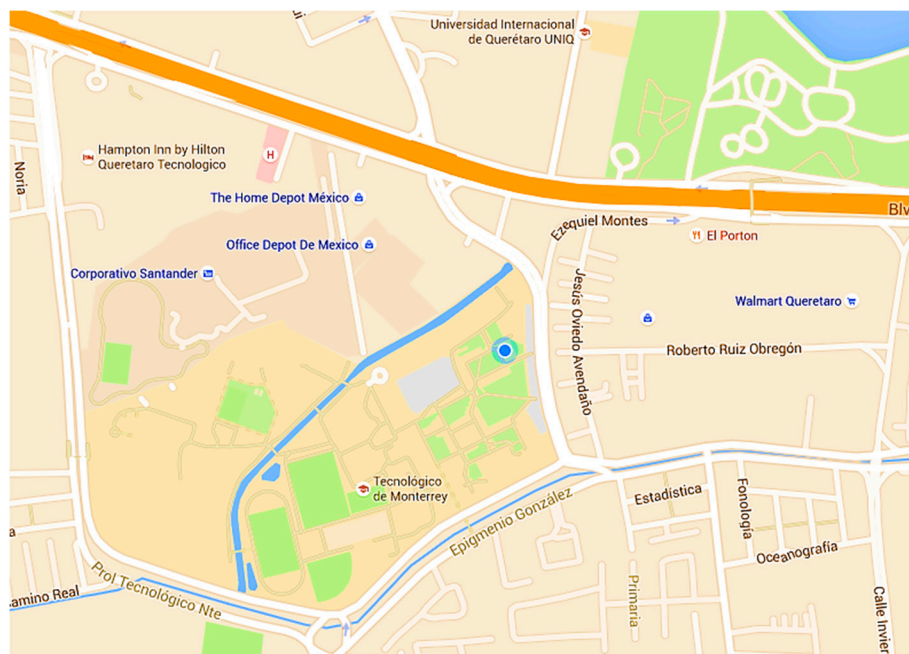 Universidad Internacional
de Querétaro UNIQ
Hampton Inn by Hilton
Queretaro Tecnologico
H
Noria
The Home Depot México
Ezequiel Montes
Blv
El Porton
Office Depot De Mexico
Corporativo Santander
Jesús Oviedo Avendaño
Walmart Queretaro
Roberto Ruiz Obregón
Tecnológico
de Monterrey
Epigmenio González
Estadística
Fonología
Oceanografía
Primaria
Prol Tecnológico Nte
Camino Real
Calle Invier